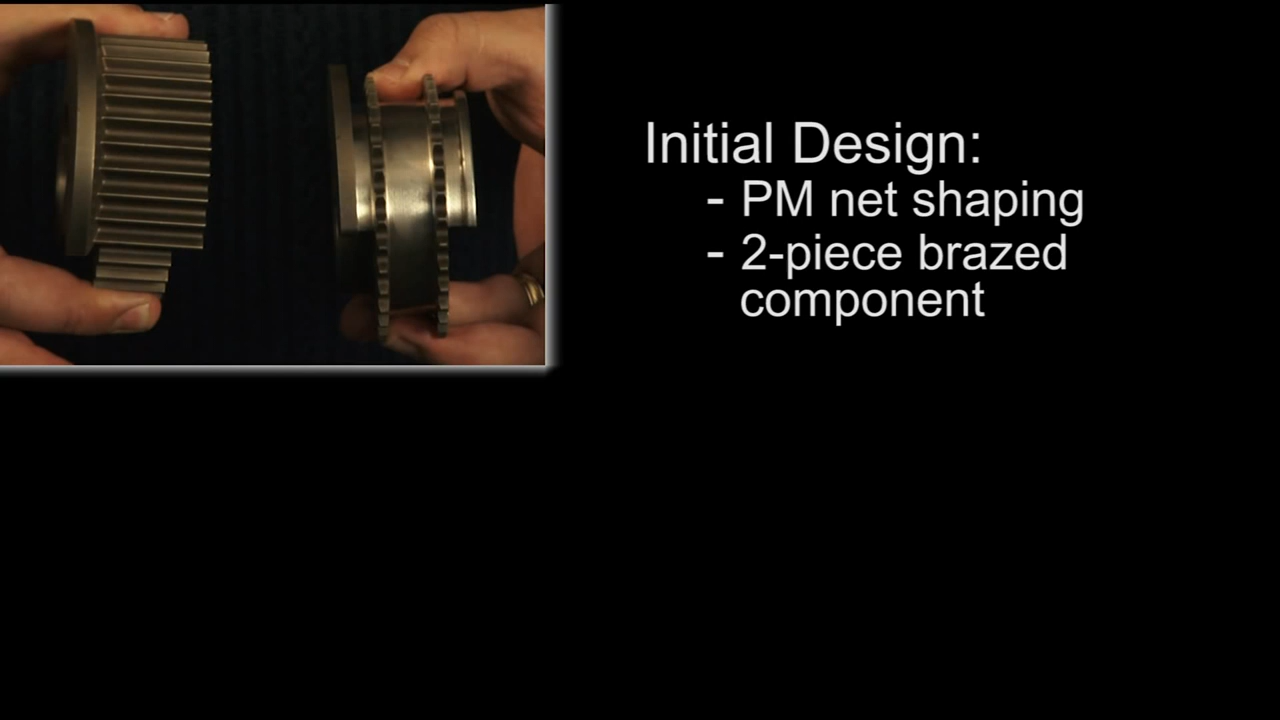 Initial Design:
- PM net shaping
- 2-piece brazed
component